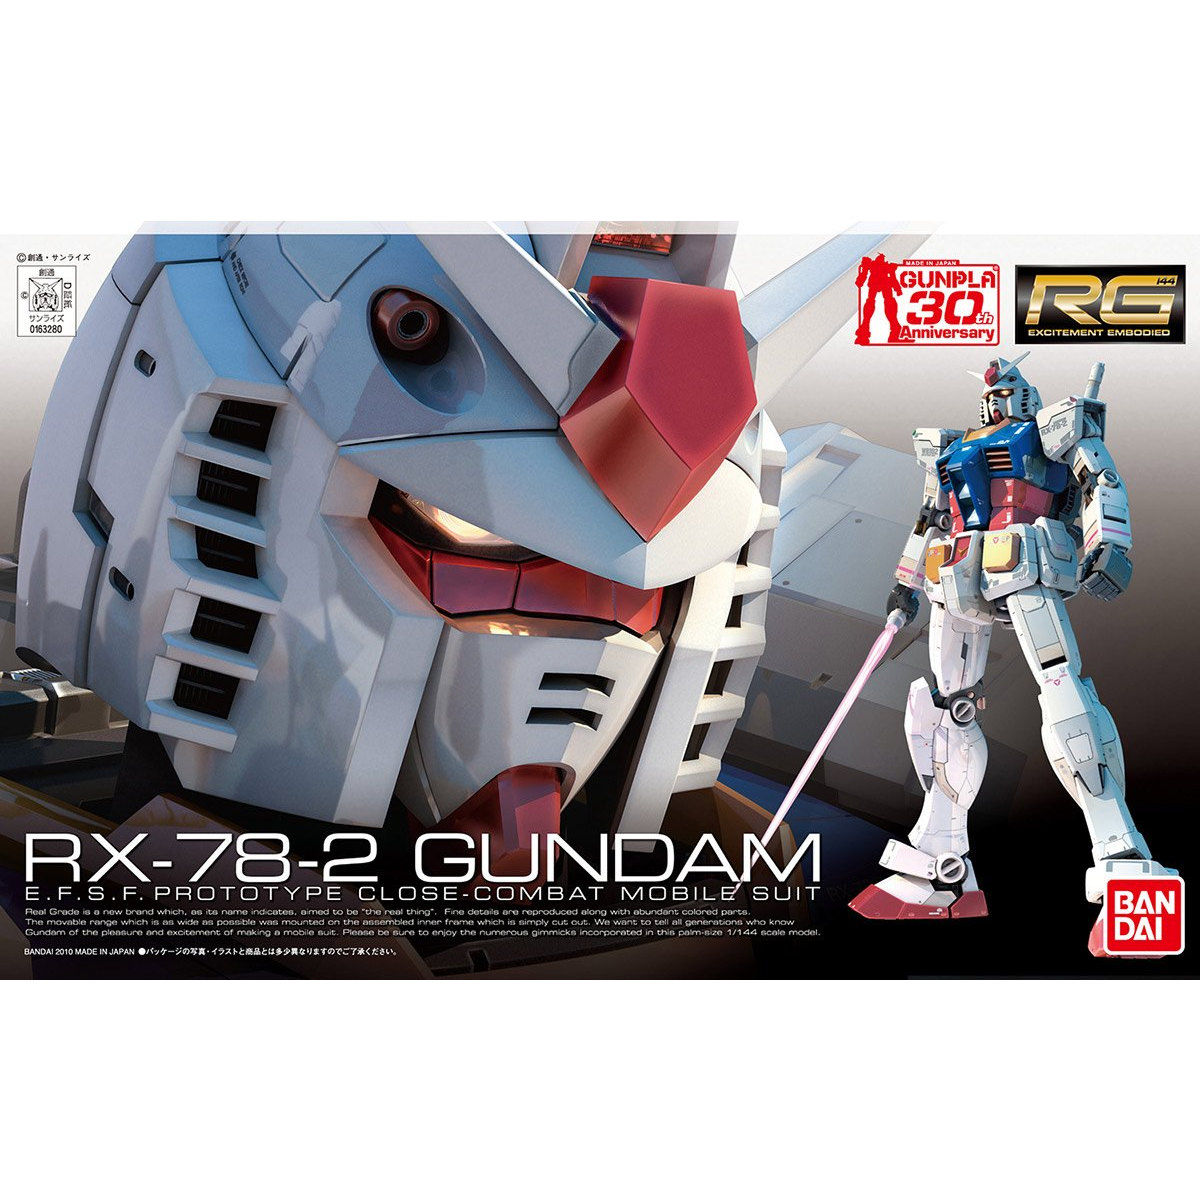 ©創通・サンライズ
創通
©
サンライズ
0163280
MADE IN JAPAN
GUNPLA
30th
Anniversary
RG 1/144
EXCITEMENT EMBODIED
RX-78-2
RX-78-2 GUNDAM
E.F.S.F. PROTOTYPE CLOSE-COMBAT MOBILE SUIT
Real Grade is a new brand which, as its name indicates, aimed to be "the real thing". Fine details are reproduced along with abundant colored parts.
The movable range which is as wide as possible was mounted on the assembled inner frame which is simply cut out. We want to tell all generations who know
Gundam of the pleasure and excitement of making a mobile suit. Please be sure to enjoy the numerous gimmicks incorporated in this palm-size 1/144 scale model.
BANDAI 2010 MADE IN JAPAN ●パッケージの写真・イラストと商品とは多少異なりますのでご了承ください。
BAN
DAI